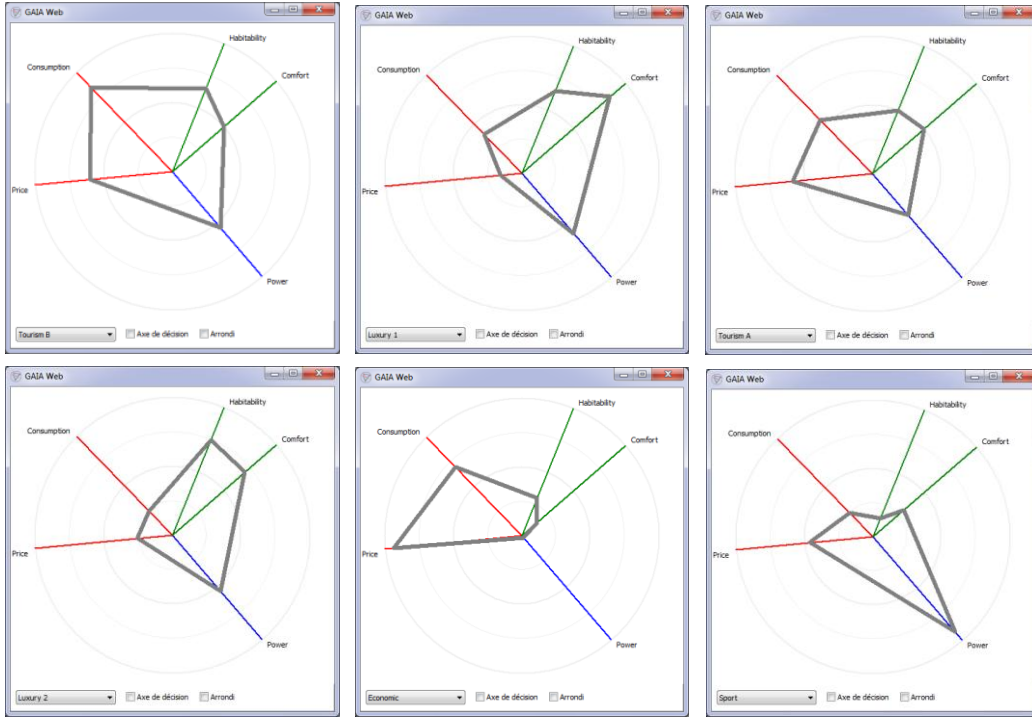 GAIA Web
Habitability
Consumption
Comfort
Price
Power
Tourism B Axe de décision Arrondi
GAIA Web
Habitability
Consumption
Comfort
Price
Power
Luxury 1 Axe de décision Arrondi
GAIA Web
Habitability
Consumption
Comfort
Price
Power
Tourism A Axe de décision Arrondi
GAIA Web
Habitability
Consumption
Comfort
Price
Power
Luxury 2 Axe de décision Arrondi
GAIA Web
Habitability
Consumption
Comfort
Price
Power
Economic Axe de décision Arrondi
GAIA Web
Habitability
Consumption
Comfort
Price
Power
Sport Axe de décision Arrondi